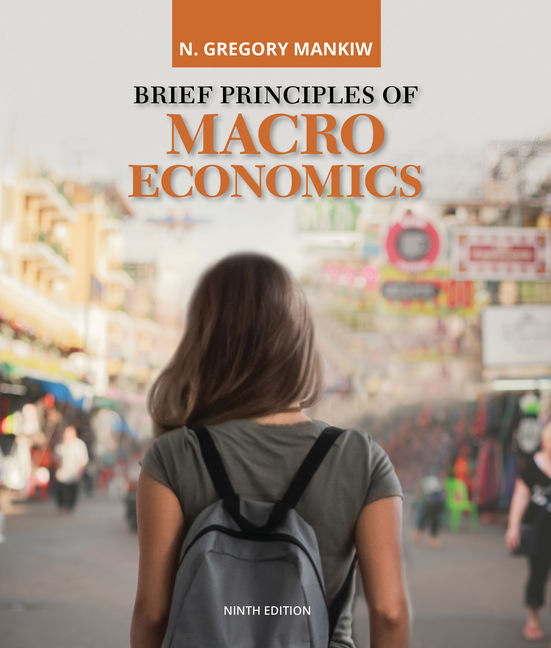 N. GREGORY MANKIW
BRIEF PRINCIPLES OF
MACRO
ECONOMICS
NINTH EDITION